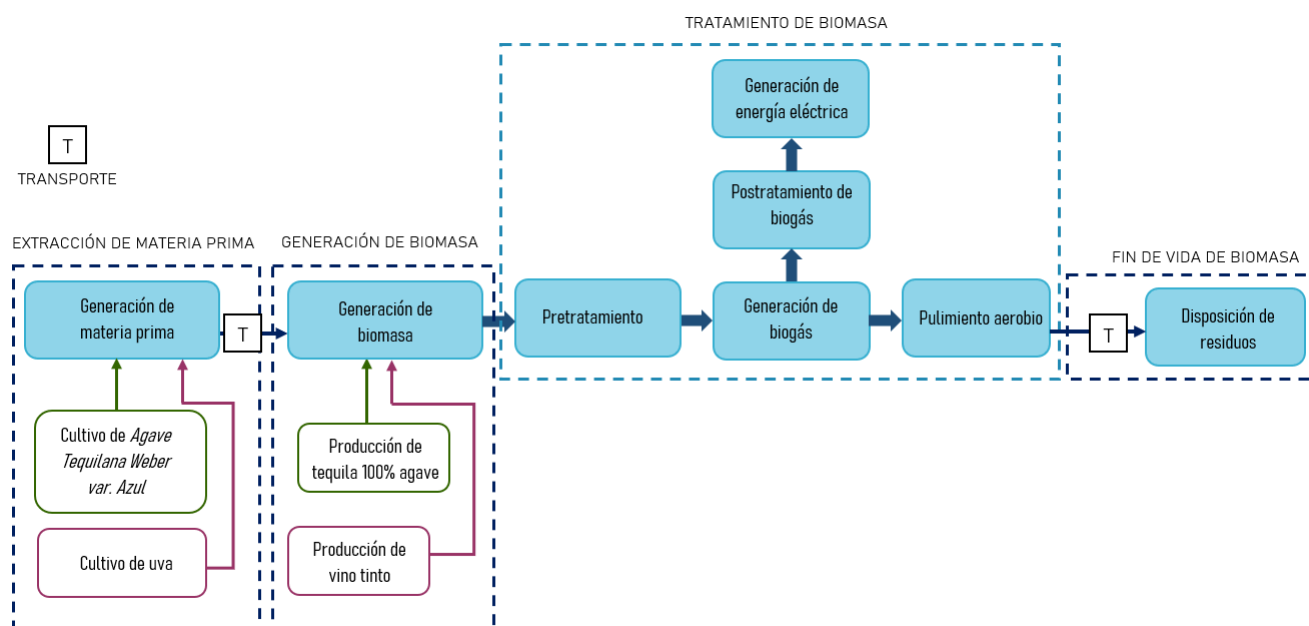 TRATAMIENTO DE BIOMASA
Generación de
energía eléctrica
T
TRANSPORTE
Postratamiento de
biogás
EXTRACCIÓN DE MATERIA PRIMA
GENERACIÓN DE BIOMASA
FIN DE VIDA DE BIOMASA
Generación de
materia prima
T
Generación de
biomasa
Pretratamiento
Generación de
biogás
Pulimiento aerobio
T
Disposición de
residuos
Cultivo de Agave
Tequilana Weber
var. Azul
Producción de
tequila 100% agave
Cultivo de uva
Producción de
vino tinto